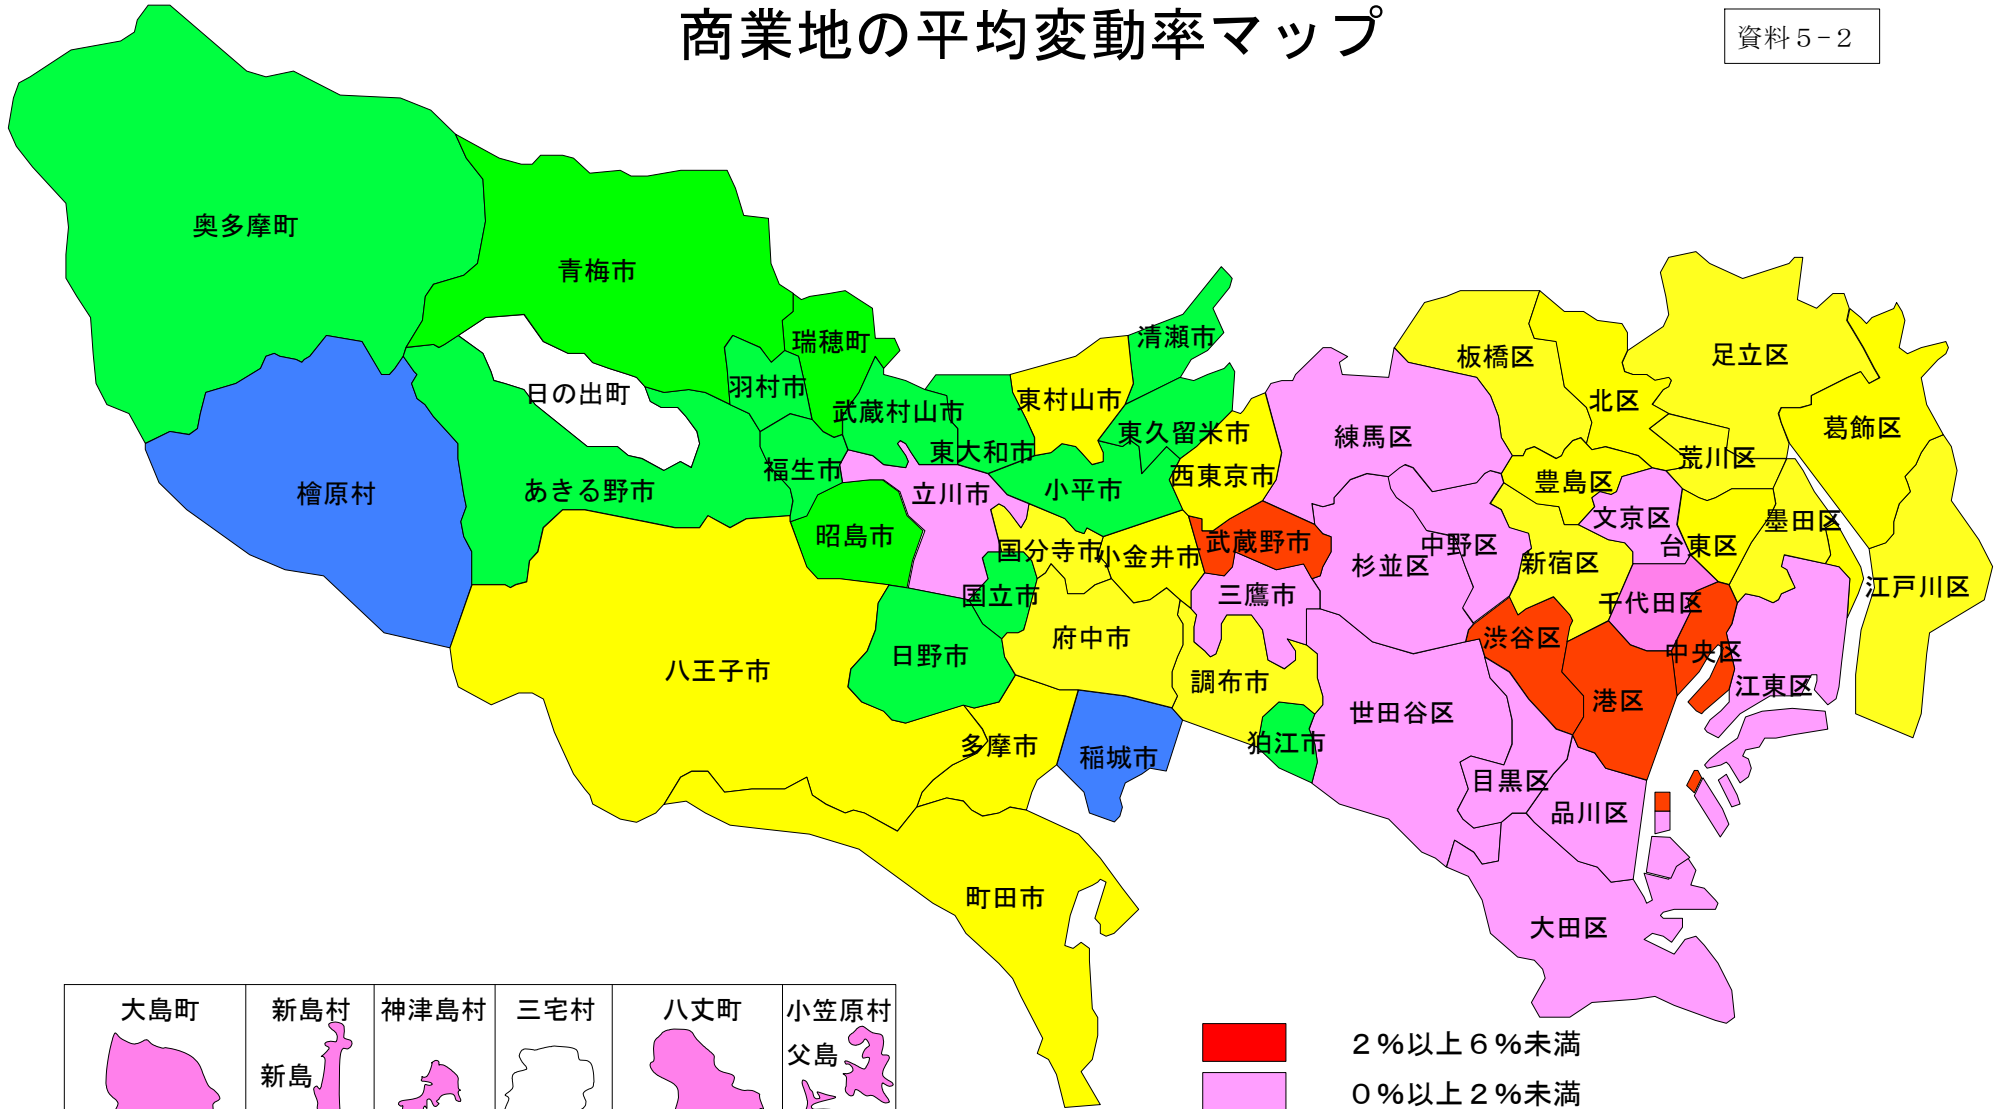 商業地の平均変動率マップ
資料５−２
奥多摩町
青梅市
瑞穂町
清瀬市
羽村市
日の出町
武蔵村山市
東村山市
東大和市
東久留米市
福生市
あきる野市
檜原村
立川市
小平市
西東京市
昭島市
国分寺市
小金井市
武蔵野市
国立市
三鷹市
府中市
日野市
八王子市
調布市
多摩市
稲城市
狛江市
町田市
板橋区
足立区
北区
葛飾区
練馬区
荒川区
豊島区
文京区
墨田区
台東区
中野区
杉並区
新宿区
江戸川区
千代田区
渋谷区
中央区
江東区
港区
世田谷区
目黒区
品川区
大田区
大島町
新島村
神津島村
三宅村
八丈町
小笠原村
新島
父島
２％以上６％未満
０％以上２％未満